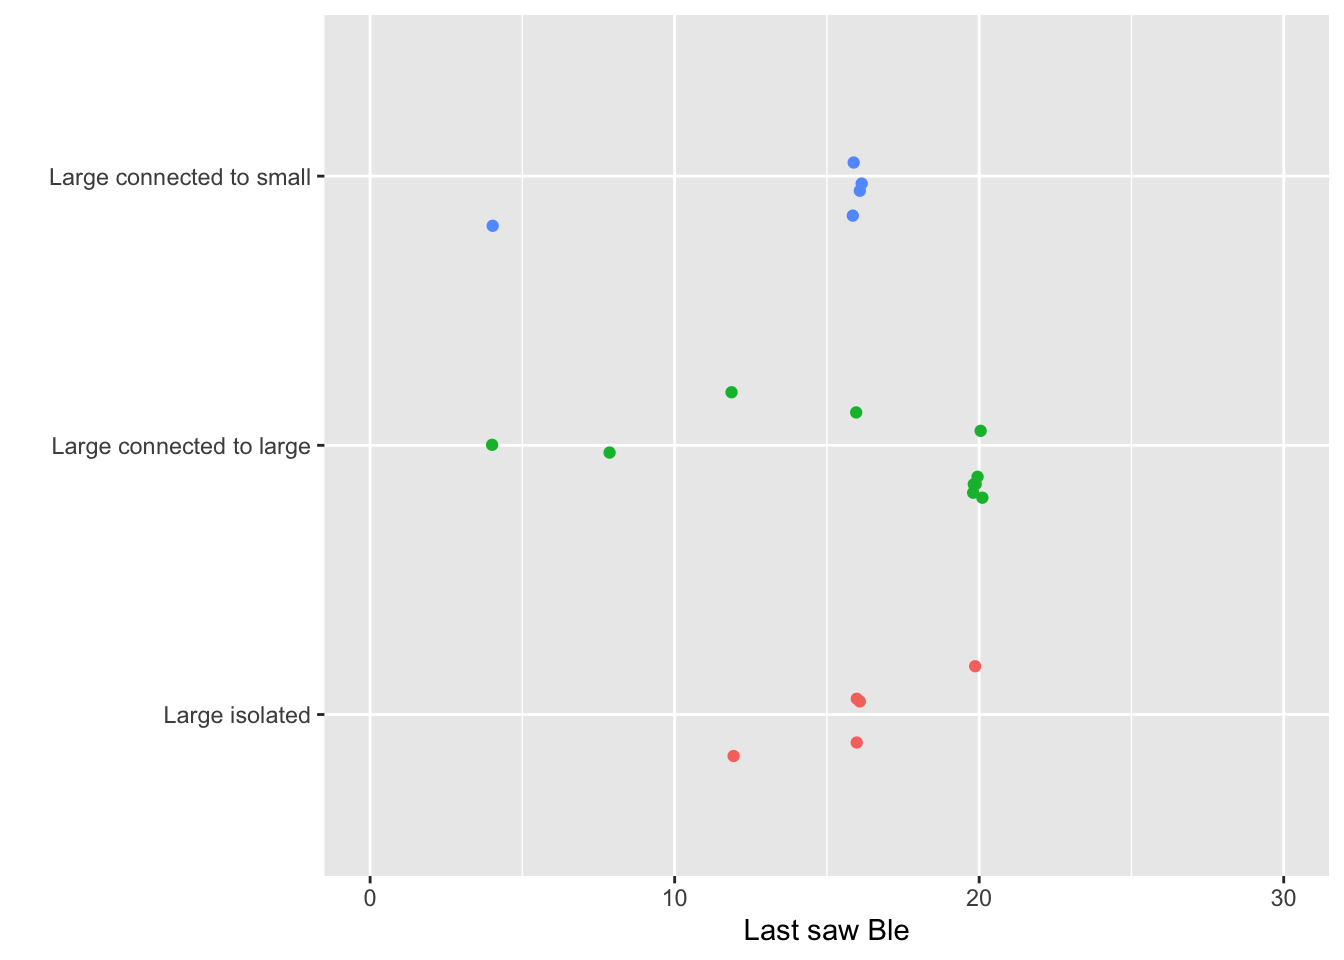 Large connected to small
Large connected to large
Large isolated
0 10 20 30
Last saw Ble